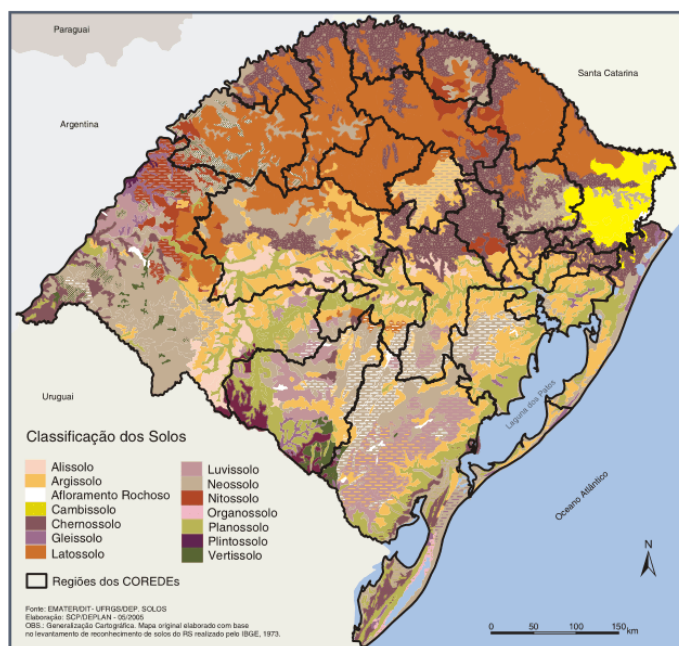 Paraguai
Santa Catarina
Argentina
Uruguai
Laguna dos Patos
Oceano Atlântico
Classificação dos Solos
Alissolo
Argissolo
Afloramento Rochoso
Cambissolo
Chernossolo
Gleissolo
Latossolo
Luvissolo
Neossolo
Nitossolo
Organossolo
Planossolo
Plintossolo
Vertissolo
Regiões dos COREDEs
Fonte: EMATER/DIT- UFRGS/DEP. SOLOS
Elaboração: SCP/DEPLAN - 05/2005
OBS.: Generalização Cartográfica. Mapa original elaborado com base
no levantamento de reconhecimento de solos do RS realizado pelo IBGE, 1973.
N
0 50 100 150 km